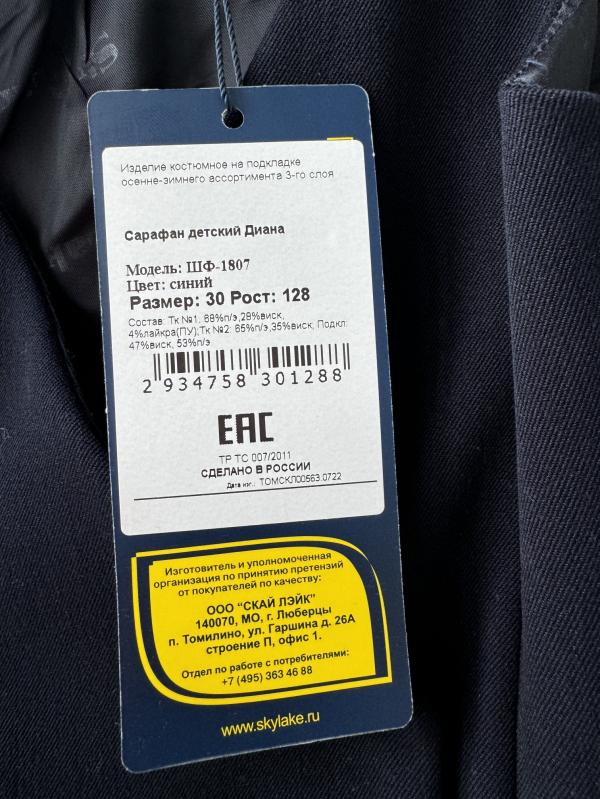 Изделие костюмное на подкладке
осенне-зимнего ассортимента 3-го слоя
Сарафан детский Диана
Модель: ШФ-1807
Цвет: синий
Размер: 30 Рост: 128
Состав: Тк №1, 68%п/э,28%виск,
4%лайкра(ПУ);Тк №2: 65%п/э,35%виск, Подкл:
47%виск, 53%п/э
2 934758 301288
ЕАС
ТР ТС 007/2011
СДЕЛАНО В РОССИИ
Дата изг.: ТОМСКЛ00563.0722
Изготовитель и уполномоченная
организация по принятию претензий
от покупателей по качеству:
ООО "СКАЙ ЛЭЙК"
140070, МО, г. Люберцы
п. Томилино, ул. Гаршина д. 26А
строение П, офис 1.
Отдел по работе с потребителями:
+7 (495) 363 46 88
www.skylake.ru